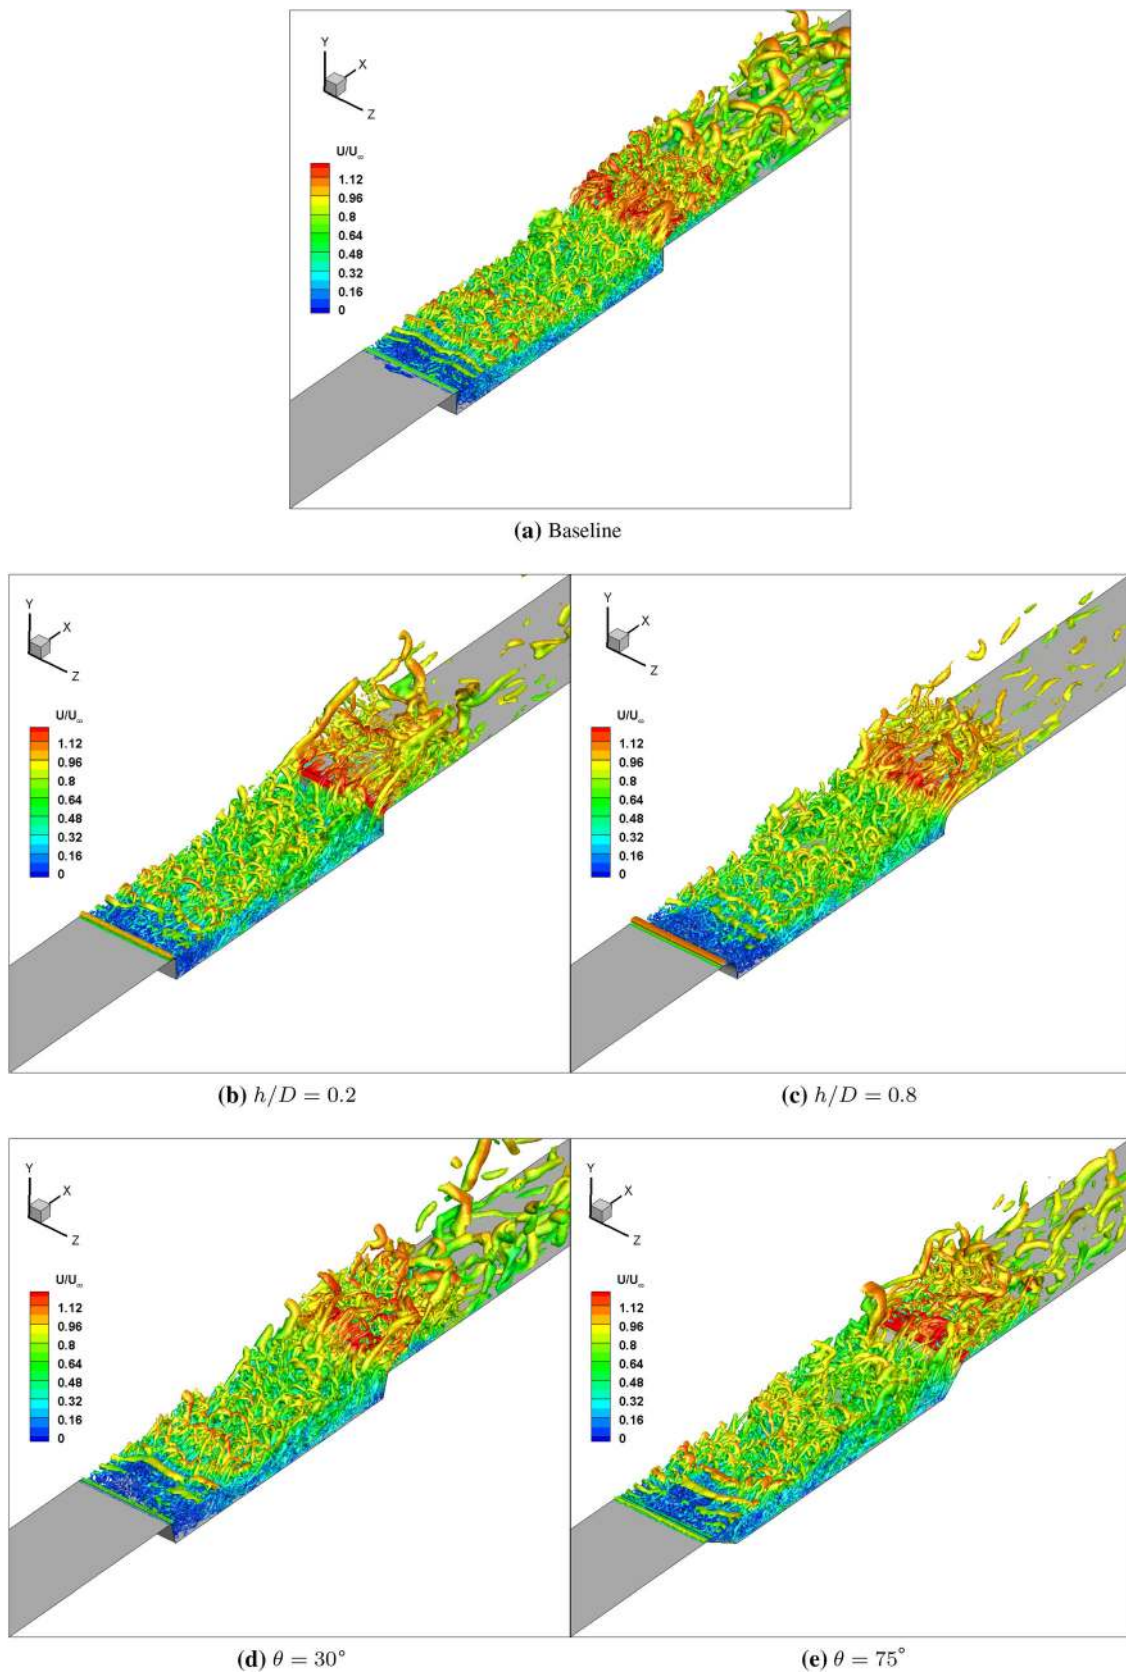 Y
X
Z
U/U∞
1.12
0.96
0.8
0.64
0.48
0.32
0.16
0
(a) Baseline
Y
X
Z
U/U∞
1.12
0.96
0.8
0.64
0.48
0.32
0.16
0
Y
X
Z
U/U∞
1.12
0.96
0.8
0.64
0.48
0.32
0.16
0
(b) h/D = 0.2
(c) h/D = 0.8
Y
X
Z
U/U∞
1.12
0.96
0.8
0.64
0.48
0.32
0.16
0
Y
X
Z
U/U∞
1.12
0.96
0.8
0.64
0.48
0.32
0.16
0
(d) θ = 30°
(e) θ = 75°